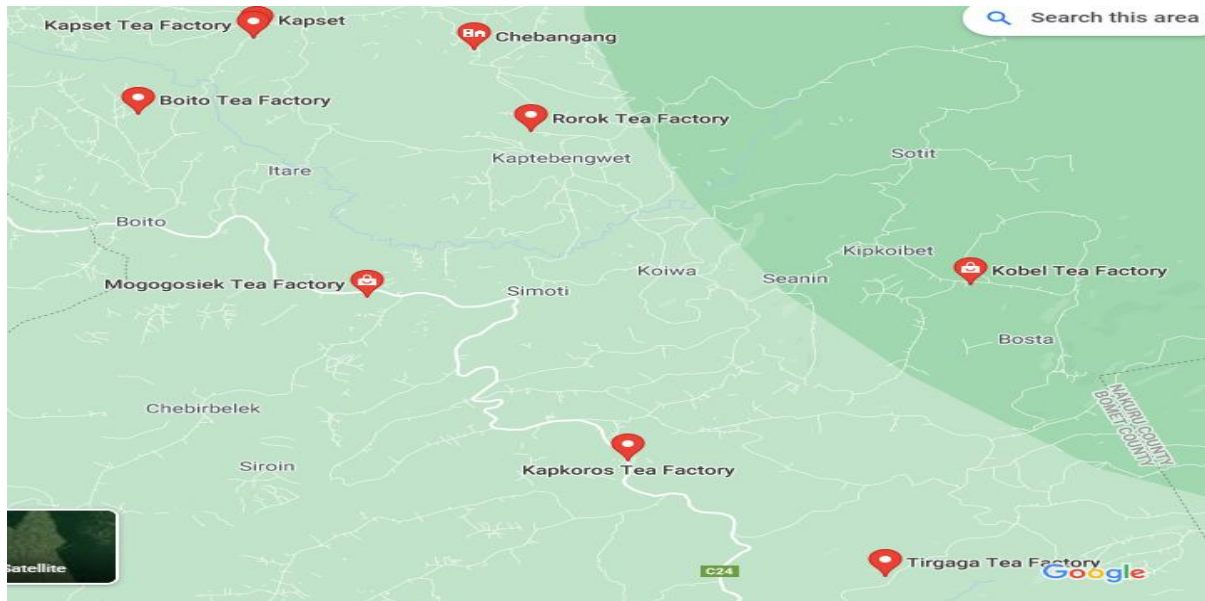 Kapset Tea Factory
Kapset
Chebangang
Search this area
Boito Tea Factory
Rorok Tea Factory
Kaptebengwet
Sotit
Itare
Boito
Kipkoibet
Koiwa
Seanin
Kobel Tea Factory
Mogogosiek Tea Factory
Simoti
Bosta
Chebirbelek
NAKURU COUNTY
BOMET COUNTY
Siroin
Kapkoros Tea Factory
Satellite
C24
Tirgaga Tea Factory
Google